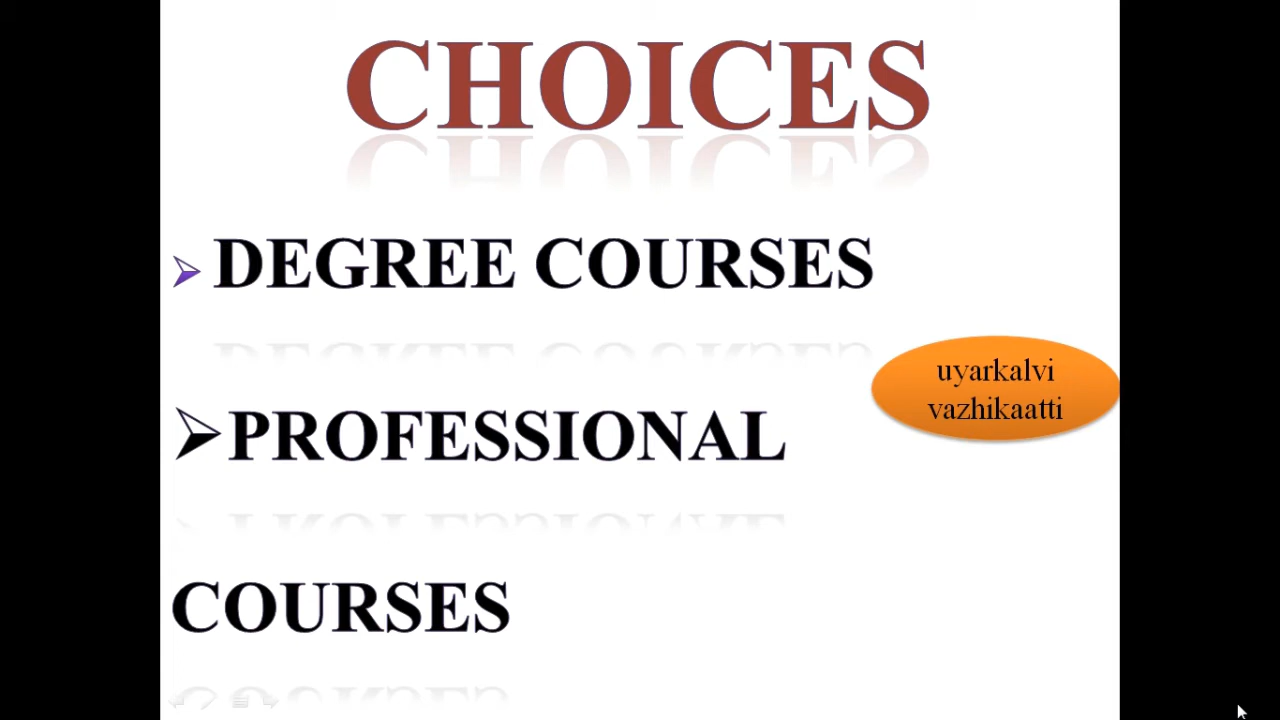 CHOICES
DEGREE COURSES
uyarkalvi
vazhikaatti
PROFESSIONAL
COURSES